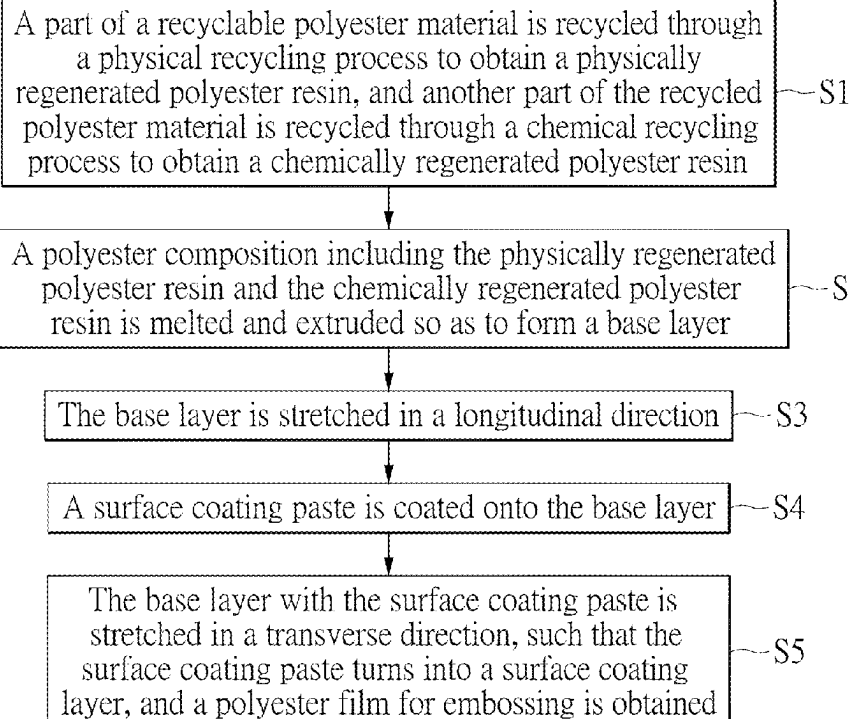 A part of a recyclable polyester material is recycled through
a physical recycling process to obtain a physically
regenerated polyester resin, and another part of the recycled
polyester material is recycled through a chemical recycling
process to obtain a chemically regenerated polyester resin
S1
A polyester composition including the physically regenerated
polyester resin and the chemically regenerated polyester
resin is melted and extruded so as to form a base layer
S
The base layer is stretched in a longitudinal direction
S3
A surface coating paste is coated onto the base layer
S4
The base layer with the surface coating paste is
stretched in a transverse direction, such that the
surface coating paste turns into a surface coating
layer, and a polyester film for embossing is obtained
S5